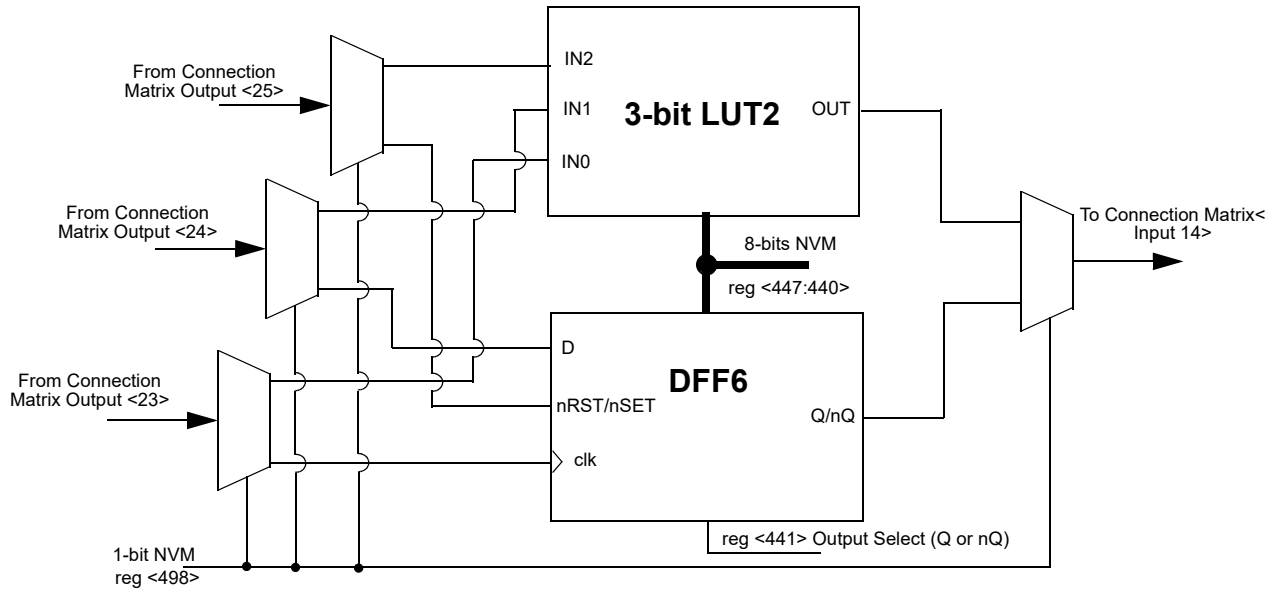 From Connection
Matrix Output <25>
IN2
IN1
IN0
3-bit LUT2
OUT
From Connection
Matrix Output <24>
To Connection Matrix<
Input 14>
8-bits NVM
reg <447:440>
From Connection
Matrix Output <23>
D
nRST/nSET
clk
DFF6
Q/nQ
reg <441> Output Select (Q or nQ)
1-bit NVM
reg <498>